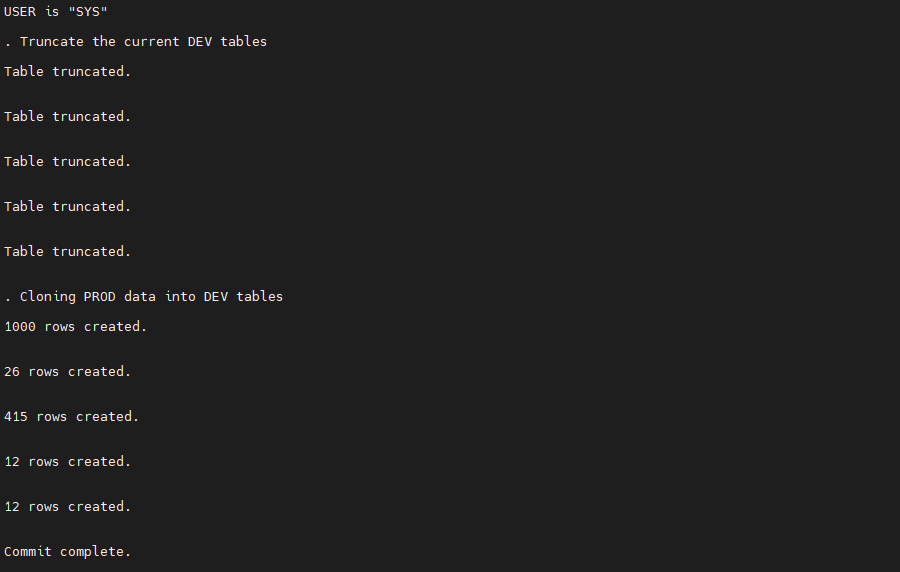 USER is "SYS"
. Truncate the current DEV tables
Table truncated.
Table truncated.
Table truncated.
Table truncated.
Table truncated.
. Cloning PROD data into DEV tables
1000 rows created.
26 rows created.
415 rows created.
12 rows created.
12 rows created.
Commit complete.